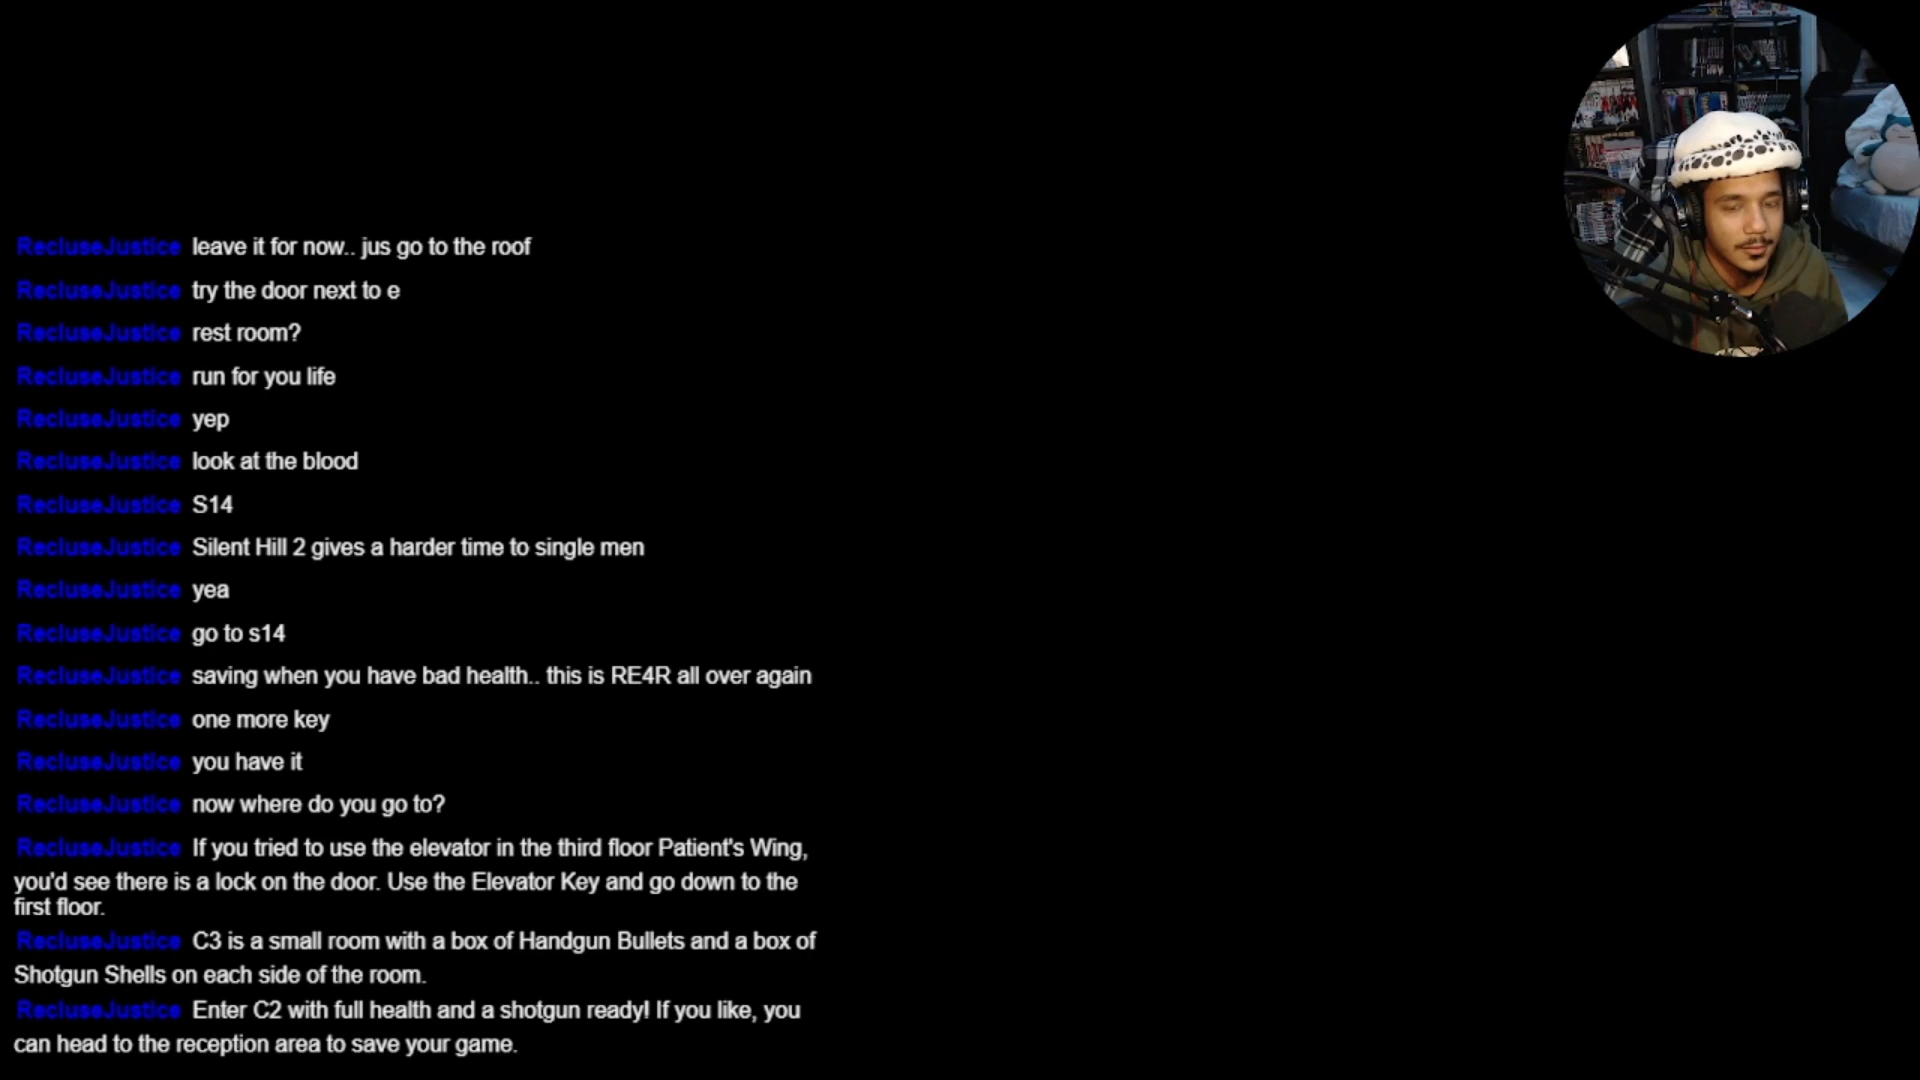 RecluseJustice leave it for now.. jus go to the roof
RecluseJustice try the door next to e
RecluseJustice rest room?
RecluseJustice run for you life
RecluseJustice yep
RecluseJustice look at the blood
RecluseJustice S14
RecluseJustice Silent Hill 2 gives a harder time to single men
RecluseJustice yea
RecluseJustice go to s14
RecluseJustice saving when you have bad health.. this is RE4R all over again
RecluseJustice one more key
RecluseJustice you have it
RecluseJustice now where do you go to?
RecluseJustice If you tried to use the elevator in the third floor Patient's Wing,
you'd see there is a lock on the door. Use the Elevator Key and go down to the
first floor.
RecluseJustice C3 is a small room with a box of Handgun Bullets and a box of
Shotgun Shells on each side of the room.
RecluseJustice Enter C2 with full health and a shotgun ready! If you like, you
can head to the reception area to save your game.